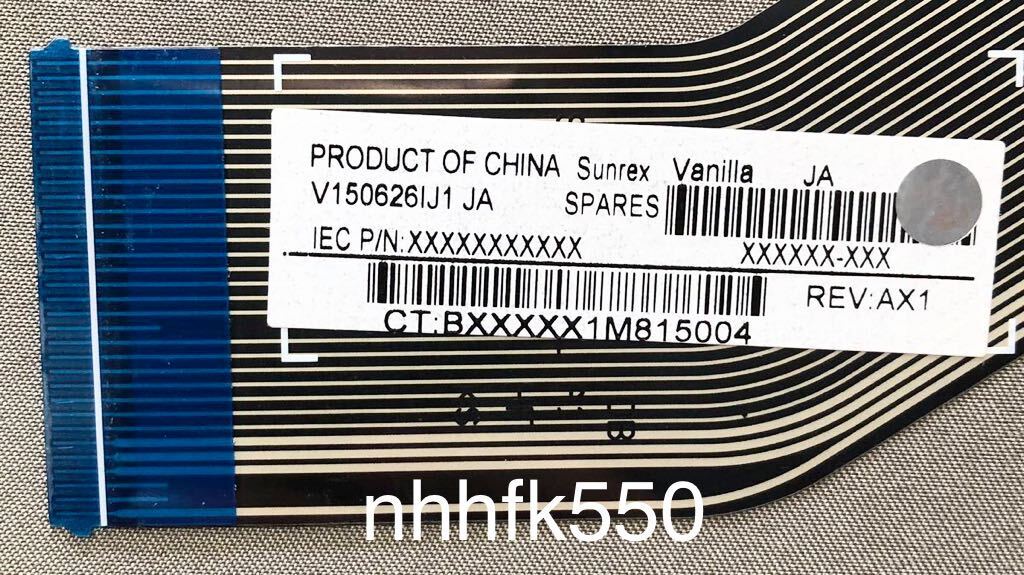 PRODUCT OF CHINA Sunrex Vanilla JA
V150626IJ1 JA SPARES
IEC P/N:XXXXXXXXXXX XXXXXX-XXX
REV:AX1
CT:BXXXXX1M815004
nhhfk550